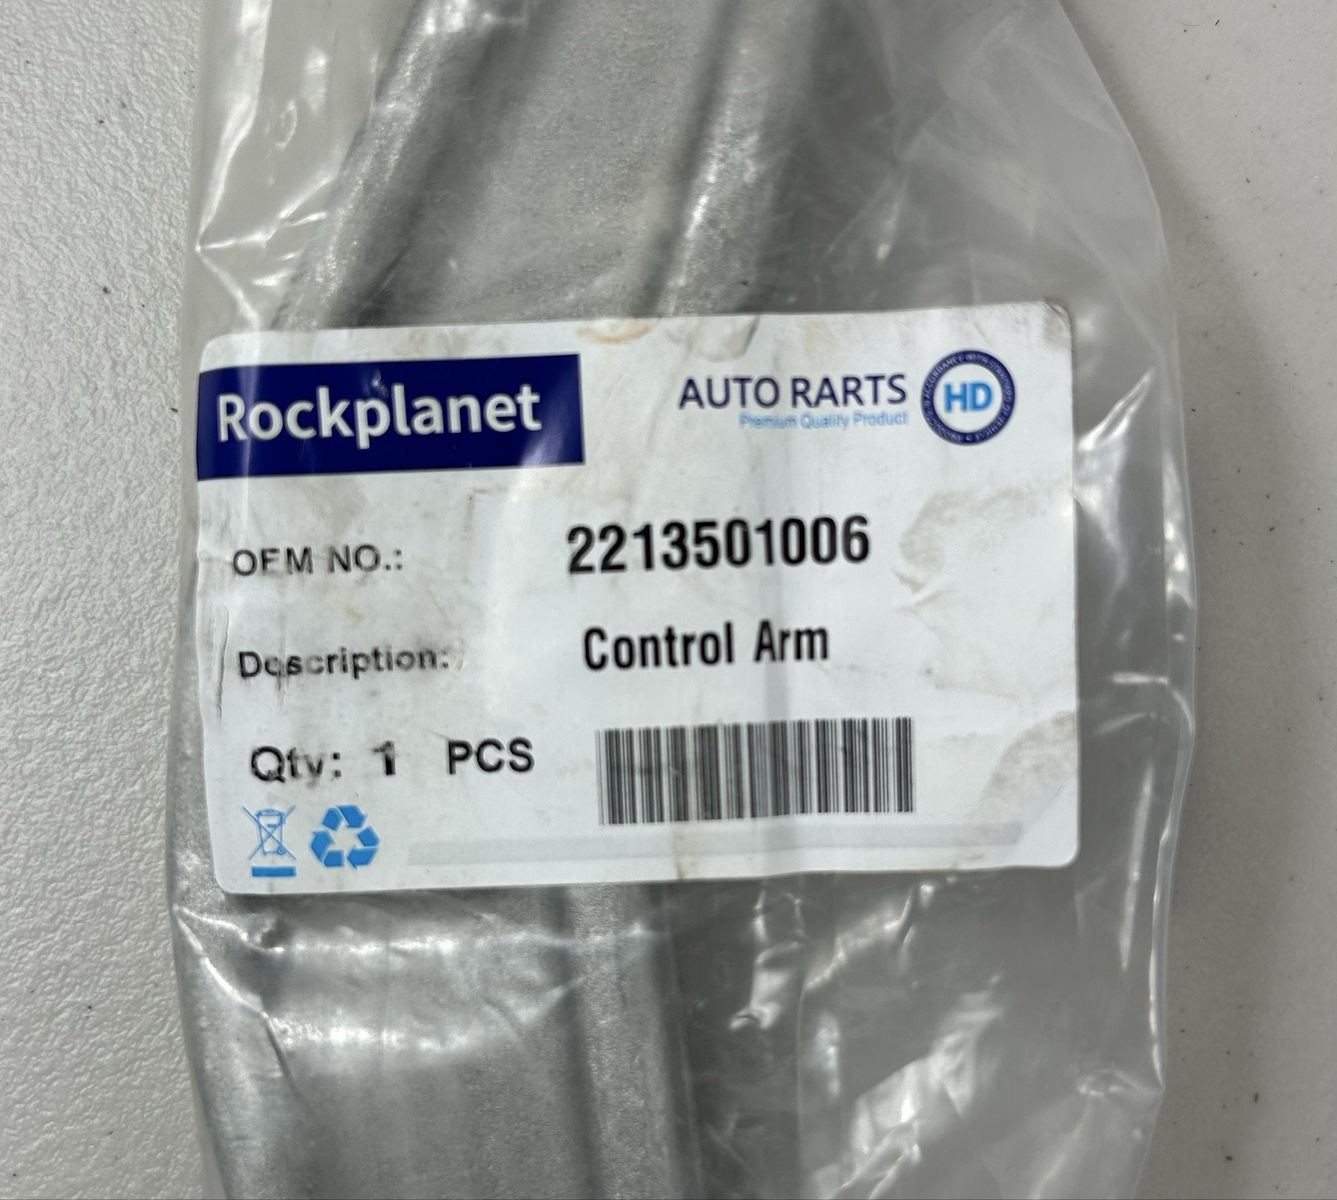 Rockplanet
AUTO RARTS
Premium Quality Product
HD
OEM NO.: 2213501006
Description: Control Arm
Qty: 1 PCS